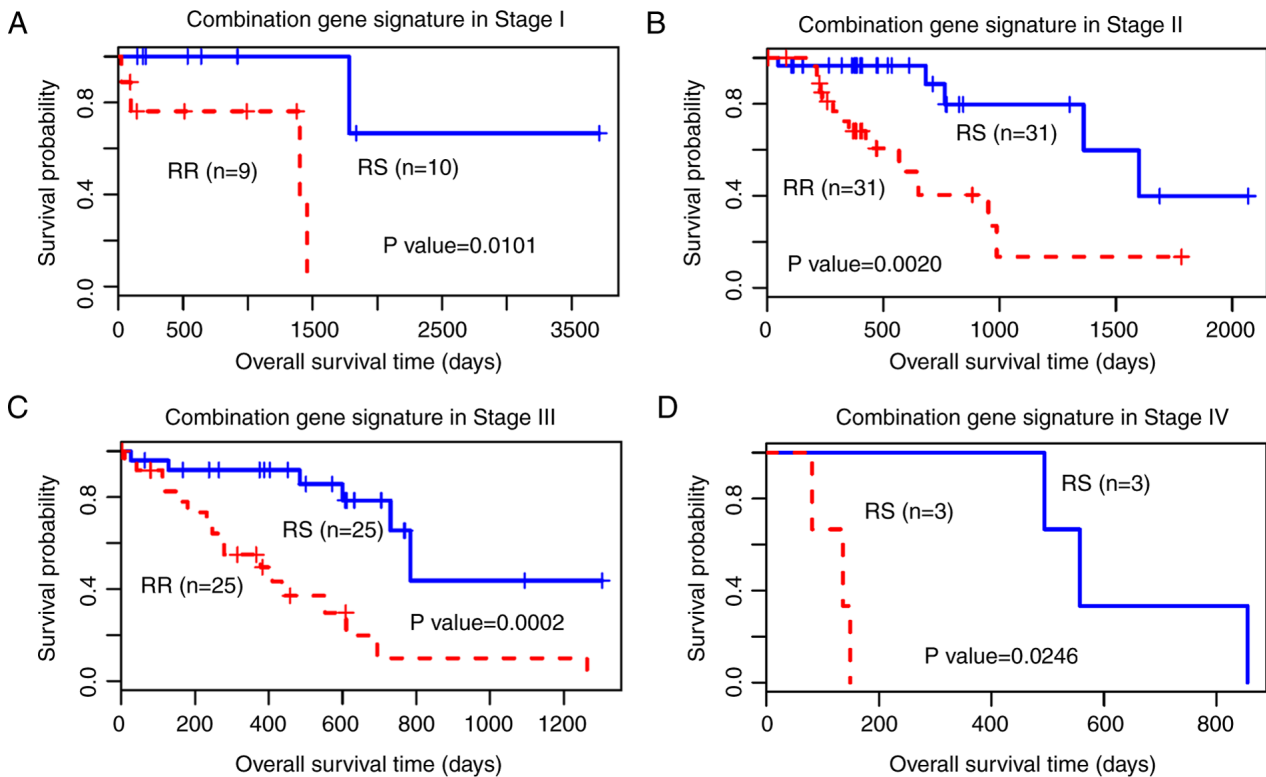 A
Combination gene signature in Stage I
Survival probability
0.0
0.4
0.8
RR (n=9)
RS (n=10)
P value=0.0101
0
500
1500
2500
3500
Overall survival time (days)
B
Combination gene signature in Stage II
Survival probability
0.0
0.4
0.8
RS (n=31)
RR (n=31)
P value=0.0020
0
500
1000
1500
2000
Overall survival time (days)
C
Combination gene signature in Stage III
Survival probability
0.0
0.4
0.8
RS (n=25)
RR (n=25)
P value=0.0002
0
200
400
600
800
1000
1200
Overall survival time (days)
D
Combination gene signature in Stage IV
Survival probability
0.0
0.4
0.8
RS (n=3)
RS (n=3)
P value=0.0246
0
200
400
600
800
Overall survival time (days)